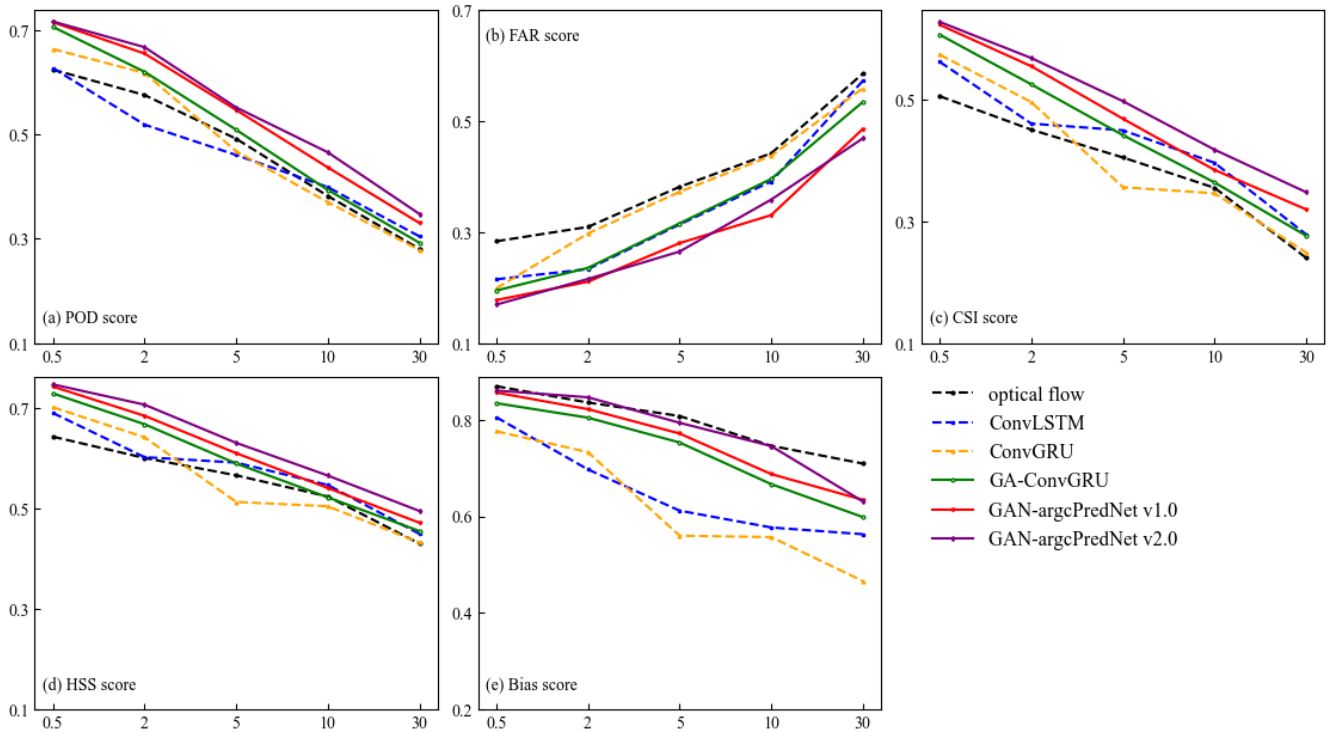 0.7
0.5
0.3
0.1
(a) POD score
0.5 2 5 10 30
0.7
0.5
0.3
0.1
(b) FAR score
0.5 2 5 10 30
0.5
0.3
0.1
(c) CSI score
0.5 2 5 10 30
0.7
0.5
0.3
0.1
(d) HSS score
0.5 2 5 10 30
0.8
0.6
0.4
0.2
(e) Bias score
0.5 2 5 10 30
optical flow
ConvLSTM
ConvGRU
GA-ConvGRU
GAN-argcPredNet v1.0
GAN-argcPredNet v2.0